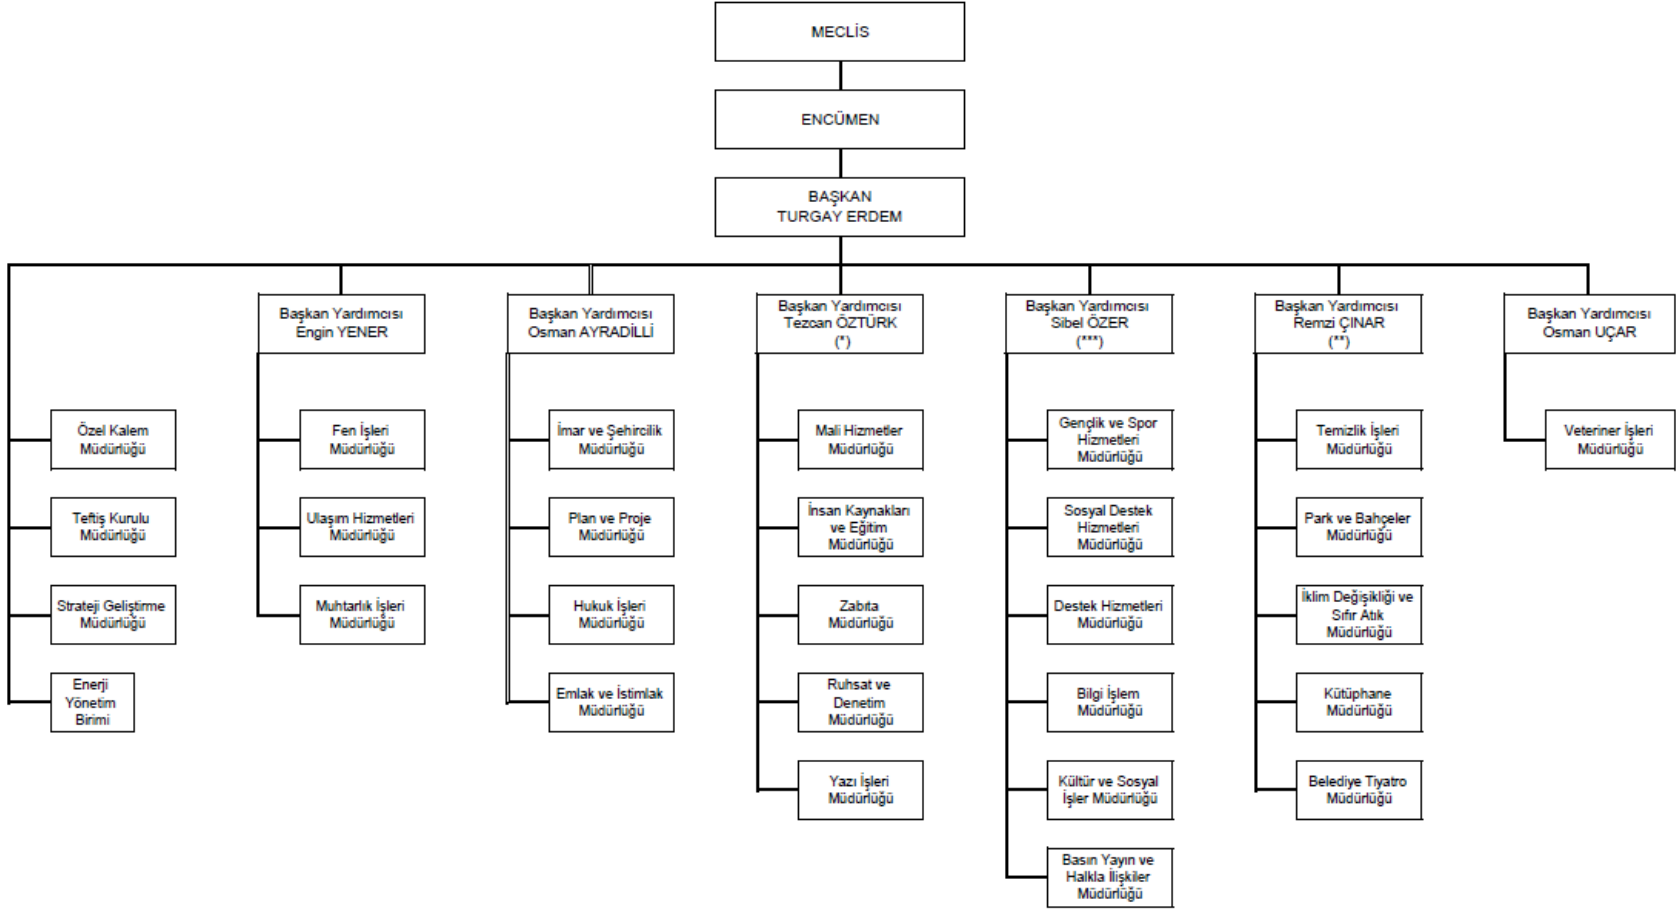 MECLİS
ENCÜMEN
BAŞKAN
TURGAY ERDEM
Başkan Yardımcısı
Engin YENER
Başkan Yardımcısı
Osman AYRADİLLİ
Başkan Yardımcısı
Tezcan ÖZTÜRK
(*)
Başkan Yardımcısı
Sibel ÖZER
(***)
Başkan Yardımcısı
Remzi ÇINAR
(**)
Başkan Yardımcısı
Osman UÇAR
Özel Kalem
Müdürlüğü
Teftiş Kurulu
Müdürlüğü
Strateji Geliştirme
Müdürlüğü
Enerji
Yönetim
Birimi
Fen İşleri
Müdürlüğü
Ulaşım Hizmetleri
Müdürlüğü
Muhtarlık İşleri
Müdürlüğü
İmar ve Şehircilik
Müdürlüğü
Plan ve Proje
Müdürlüğü
Hukuk İşleri
Müdürlüğü
Emlak ve İstimlak
Müdürlüğü
Mali Hizmetler
Müdürlüğü
İnsan Kaynakları
ve Eğitim
Müdürlüğü
Zabıta
Müdürlüğü
Ruhsat ve
Denetim
Müdürlüğü
Yazı İşleri
Müdürlüğü
Gençlik ve Spor
Hizmetleri
Müdürlüğü
Sosyal Destek
Hizmetleri
Müdürlüğü
Destek Hizmetleri
Müdürlüğü
Bilgi İşlem
Müdürlüğü
Kültür ve Sosyal
İşler Müdürlüğü
Basın Yayın ve
Halkla İlişkiler
Müdürlüğü
Temizlik İşleri
Müdürlüğü
Park ve Bahçeler
Müdürlüğü
İklim Değişikliği ve
Sıfır Atık
Müdürlüğü
Kütüphane
Müdürlüğü
Belediye Tiyatro
Müdürlüğü
Veteriner İşleri
Müdürlüğü